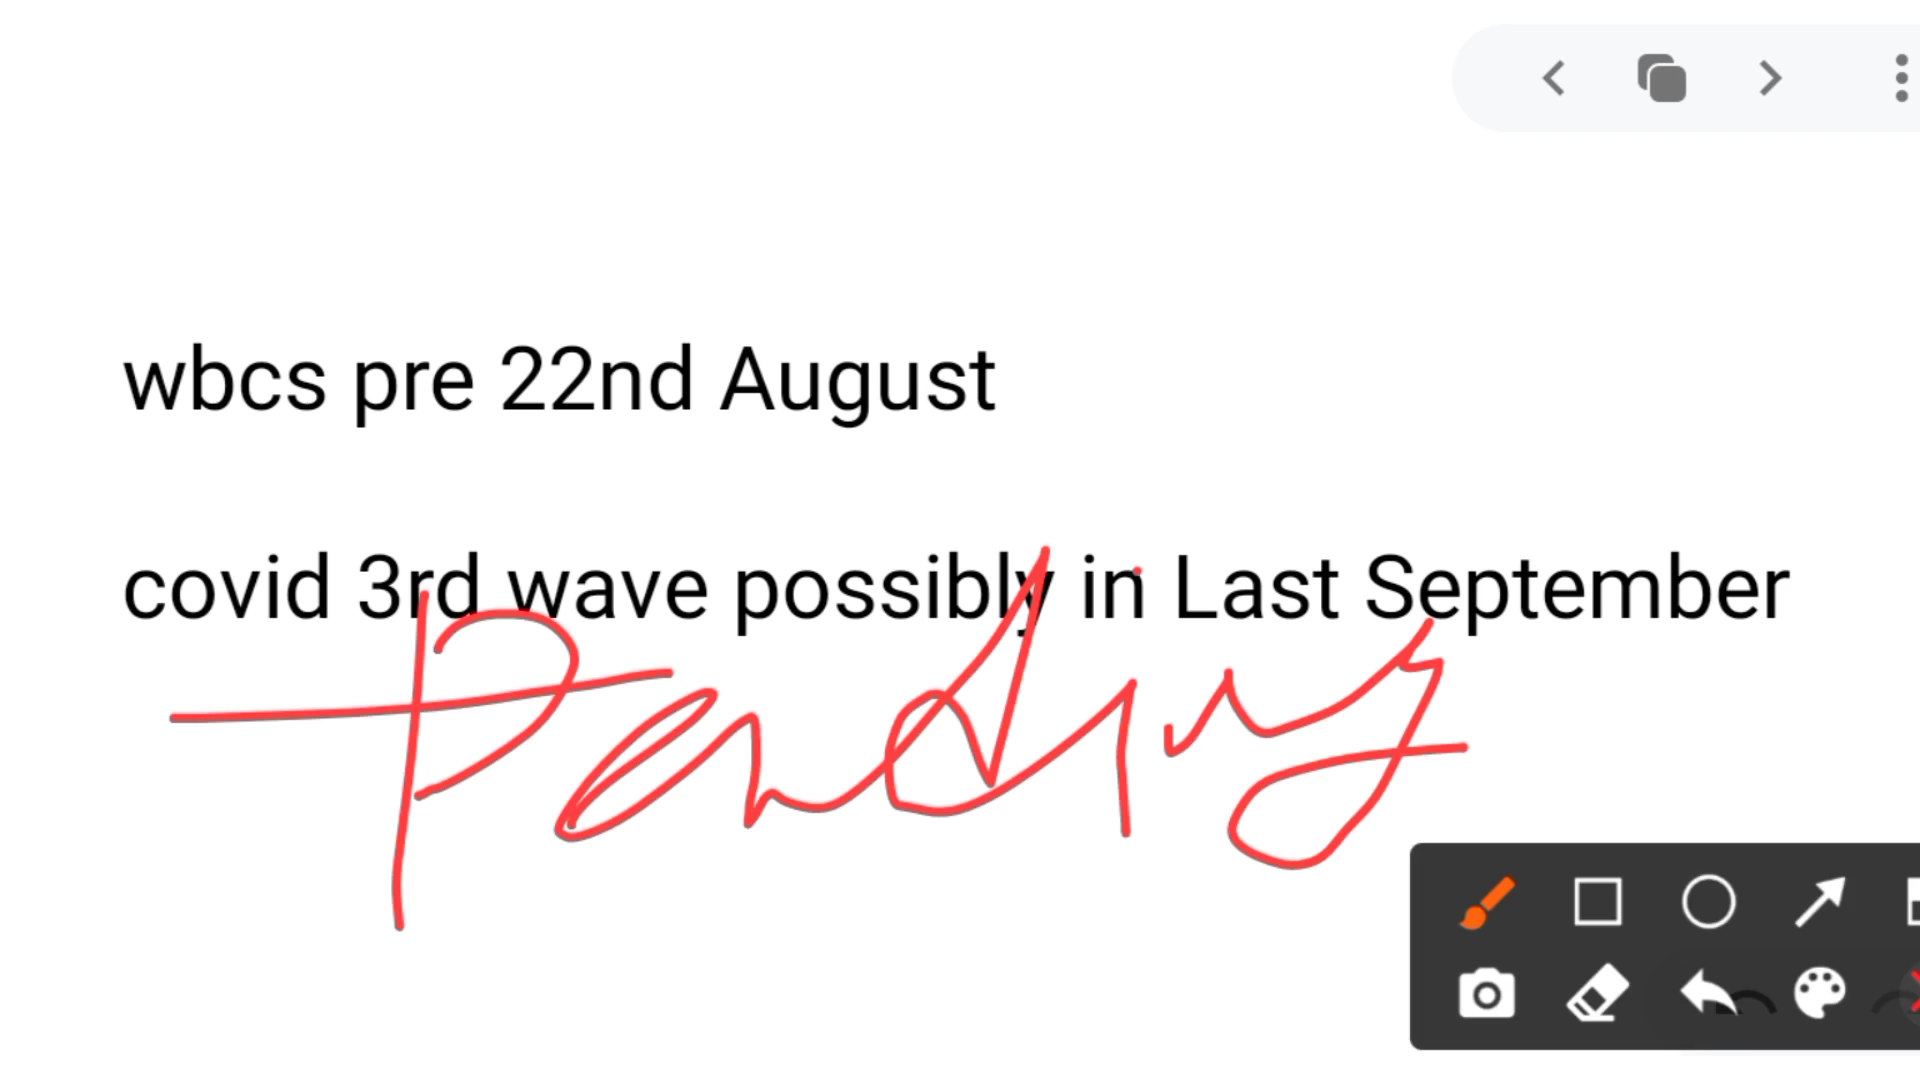 wbcs pre 22nd August
covid 3rd wave possibly in Last September
Pending